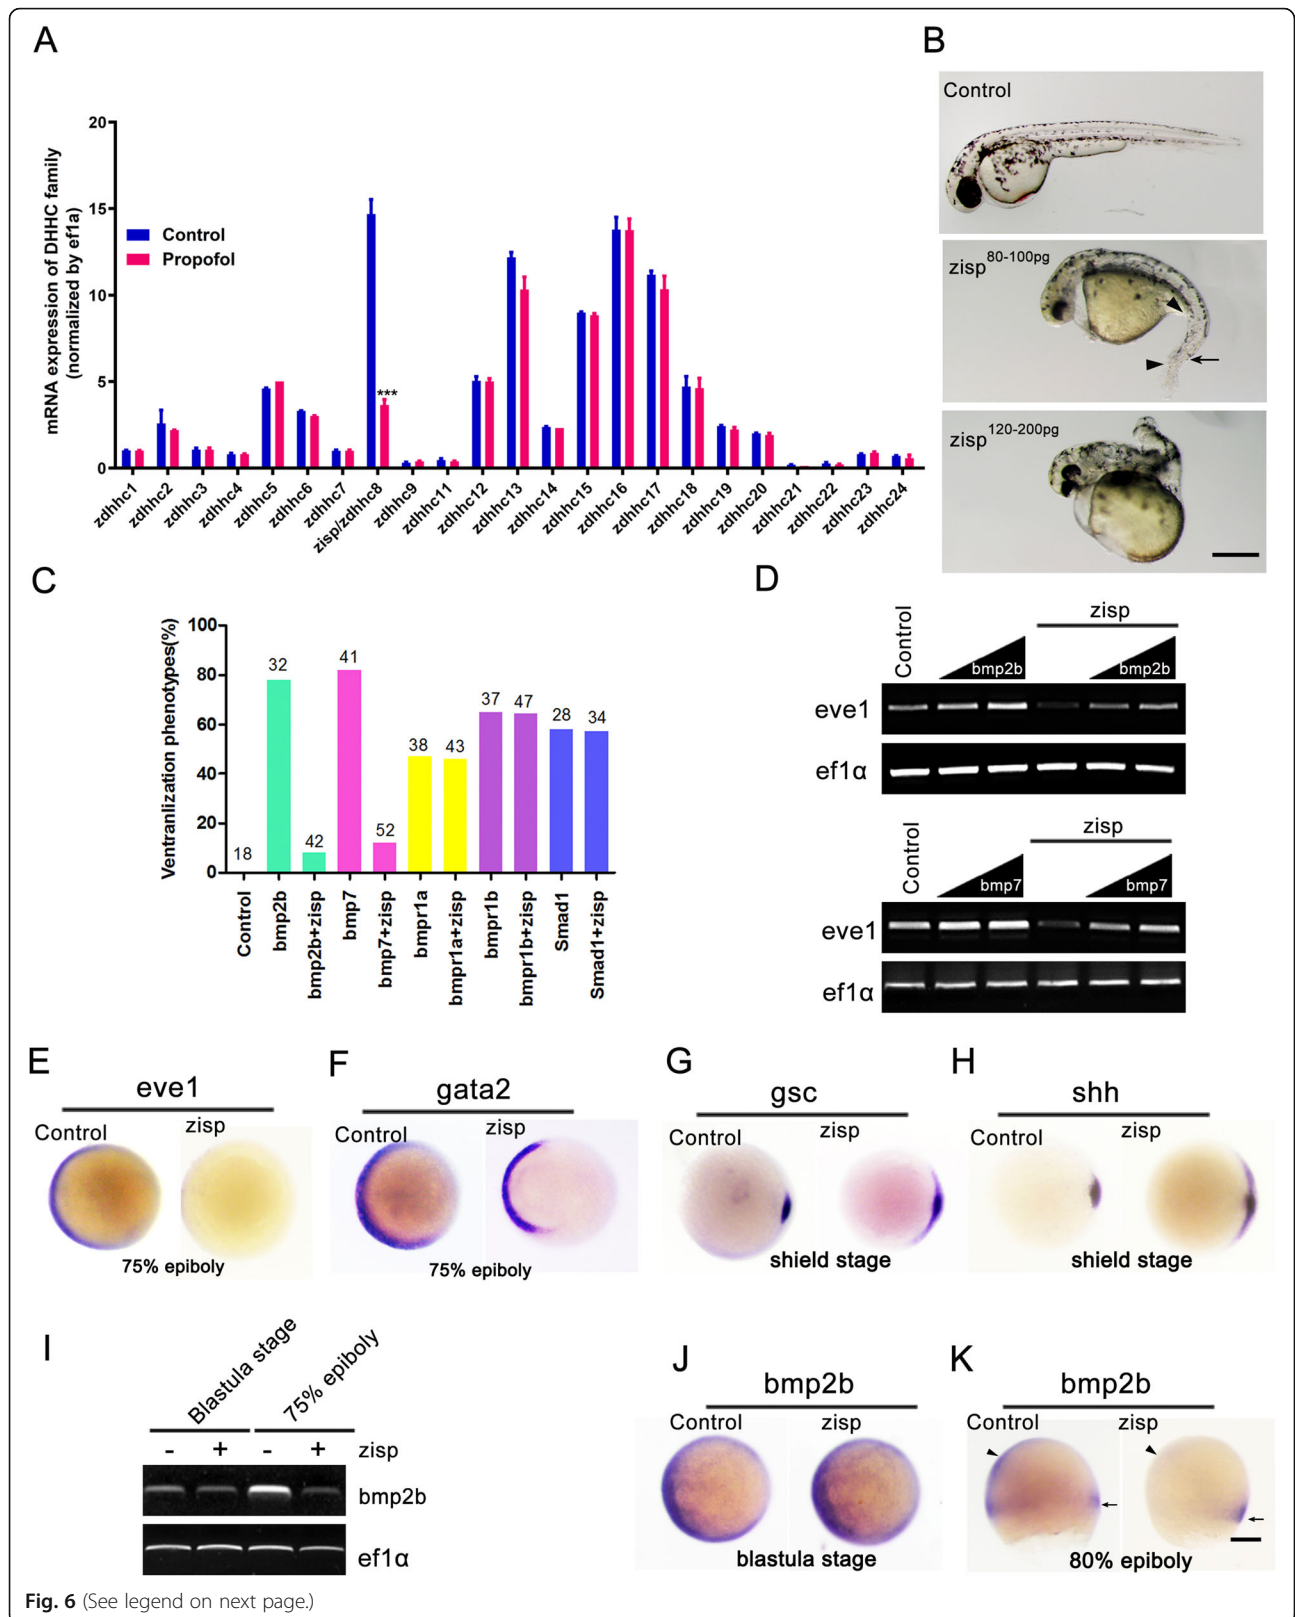 A
mRNA expression of DHHC family
(normalized by ef1a)
20
15
10
5
0
Control
Propofol
***
zdhhc1
zdhhc2
zdhhc3
zdhhc4
zdhhc5
zdhhc6
zdhhc7
zisp/zdhhc8
zdhhc9
zdhhc11
zdhhc12
zdhhc13
zdhhc14
zdhhc15
zdhhc16
zdhhc17
zdhhc18
zdhhc19
zdhhc20
zdhhc21
zdhhc22
zdhhc23
zdhhc24
B
Control
zisp80-100pg
zisp120-200pg
C
Ventranlization phenotypes(%)
100
80
60
40
20
0
18
32
42
41
52
38
43
37
47
28
34
Control
bmp2b
bmp2b+zisp
bmp7
bmp7+zisp
bmpr1a
bmpr1a+zisp
bmpr1b
bmpr1b+zisp
Smad1
Smad1+zisp
D
Control
bmp2b
zisp
bmp2b
eve1
ef1α
Control
bmp7
zisp
bmp7
eve1
ef1α
E
eve1
Control
zisp
75% epiboly
F
gata2
Control
zisp
75% epiboly
G
gsc
Control
zisp
shield stage
H
shh
Control
zisp
shield stage
I
Blastula stage
75% epiboly
- + - + zisp
bmp2b
ef1α
J
bmp2b
Control
zisp
blastula stage
K
bmp2b
Control
zisp
80% epiboly
Fig. 6 (See legend on next page.)